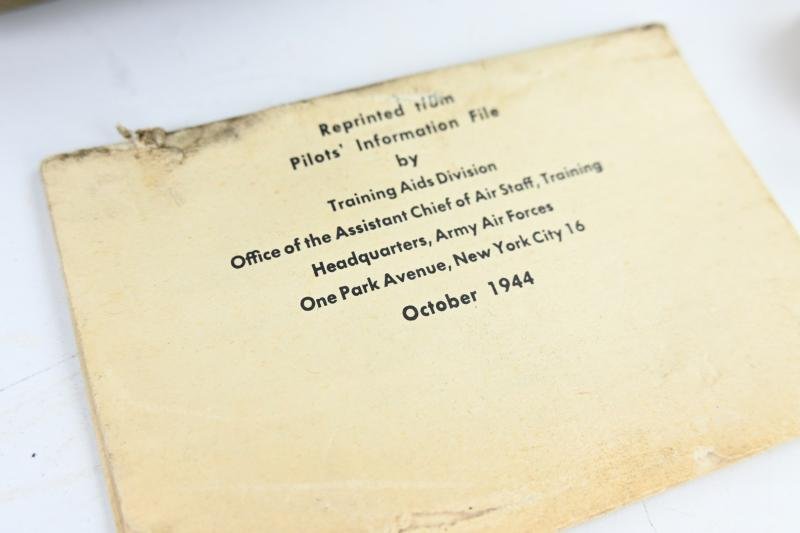 Reprinted from
Pilots' Information File
by
Training Aids Division
Office of the Assistant Chief of Air Staff, Training
Headquarters, Army Air Forces
One Park Avenue, New York City 16
October 1944